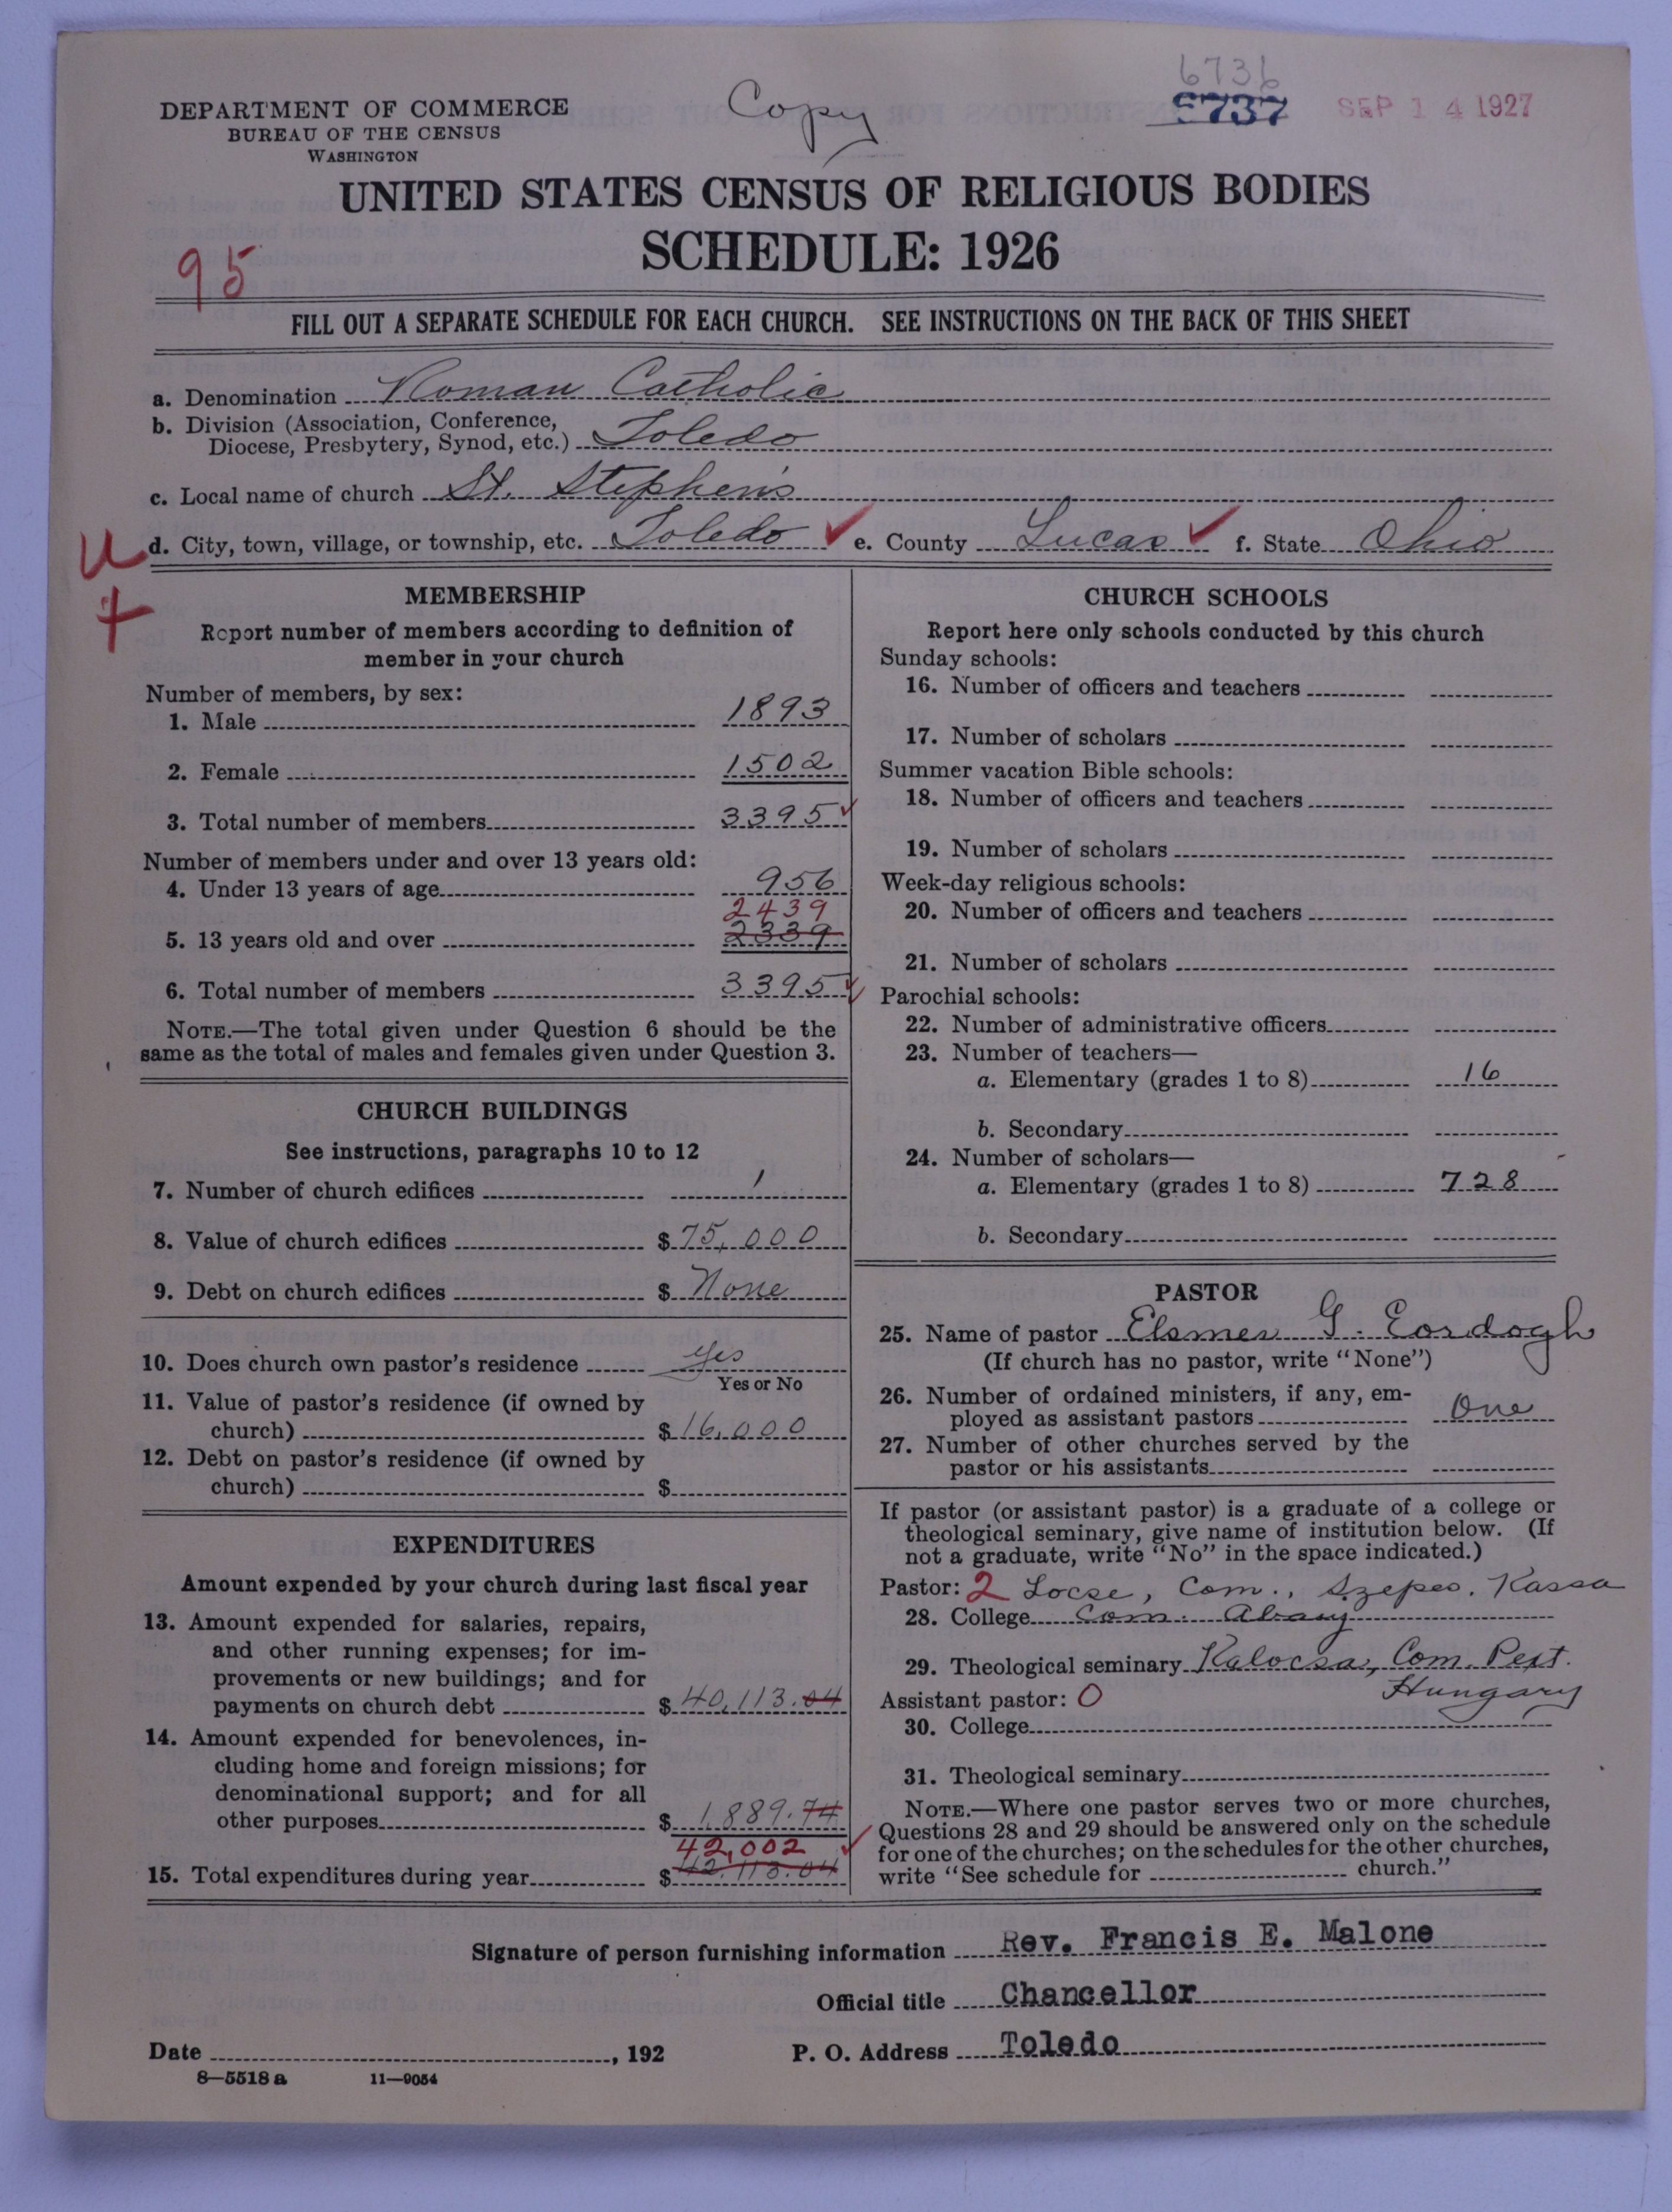 6736
5737
SEP 14 1927
Copy
DEPARTMENT OF COMMERCE
BUREAU OF THE CENSUS
WASHINGTON
UNITED STATES CENSUS OF RELIGIOUS BODIES
SCHEDULE: 1926
95
FILL OUT A SEPARATE SCHEDULE FOR EACH CHURCH. SEE INSTRUCTIONS ON THE BACK OF THIS SHEET
a. Denomination Roman Catholic
b. Division (Association, Conference,
Diocese, Presbytery, Synod, etc.) Toledo
c. Local name of church St. Stephen's
d. City, town, village, or township, etc. Toledo e. County Lucas f. State Ohio
MEMBERSHIP
Report number of members according to definition of
member in your church
Number of members, by sex:
1. Male 1893
2. Female 1502
3. Total number of members 3395
Number of members under and over 13 years old:
4. Under 13 years of age 956
2439
5. 13 years old and over 2339
6. Total number of members 3395
NOTE.—The total given under Question 6 should be the
same as the total of males and females given under Question 3.
CHURCH BUILDINGS
See instructions, paragraphs 10 to 12
7. Number of church edifices 1
8. Value of church edifices $ 75,000
9. Debt on church edifices $ None
10. Does church own pastor's residence Yes
Yes or No
11. Value of pastor's residence (if owned by
church) $ 16,000
12. Debt on pastor's residence (if owned by
church) $
EXPENDITURES
Amount expended by your church during last fiscal year
13. Amount expended for salaries, repairs,
and other running expenses; for im-
provements or new buildings; and for
payments on church debt $ 40,113.04
14. Amount expended for benevolences, in-
cluding home and foreign missions; for
denominational support; and for all
other purposes $ 1,889.74
42,002
15. Total expenditures during year $ 42,113.04
CHURCH SCHOOLS
Report here only schools conducted by this church
Sunday schools:
16. Number of officers and teachers
17. Number of scholars
Summer vacation Bible schools:
18. Number of officers and teachers
19. Number of scholars
Week-day religious schools:
20. Number of officers and teachers
21. Number of scholars
Parochial schools:
22. Number of administrative officers
23. Number of teachers—
a. Elementary (grades 1 to 8) 16
b. Secondary
24. Number of scholars—
a. Elementary (grades 1 to 8) 728
b. Secondary
PASTOR
25. Name of pastor Elemer G. Eordogh
(If church has no pastor, write "None")
26. Number of ordained ministers, if any, em-
ployed as assistant pastors One
27. Number of other churches served by the
pastor or his assistants
If pastor (or assistant pastor) is a graduate of a college or
theological seminary, give name of institution below. (If
not a graduate, write "No" in the space indicated.)
Pastor: 2 Locse, Com., Szepes. Kassa
28. College Com. Abauj
29. Theological seminary Kalocsa, Com. Pest.
Hungary
Assistant pastor: 0
30. College
31. Theological seminary
NOTE.—Where one pastor serves two or more churches,
Questions 28 and 29 should be answered only on the schedule
for one of the churches; on the schedules for the other churches,
write "See schedule for church."
Signature of person furnishing information Rev. Francis E. Malone
Official title Chancellor
Date , 192 P. O. Address Toledo
8—5518a 11—9054